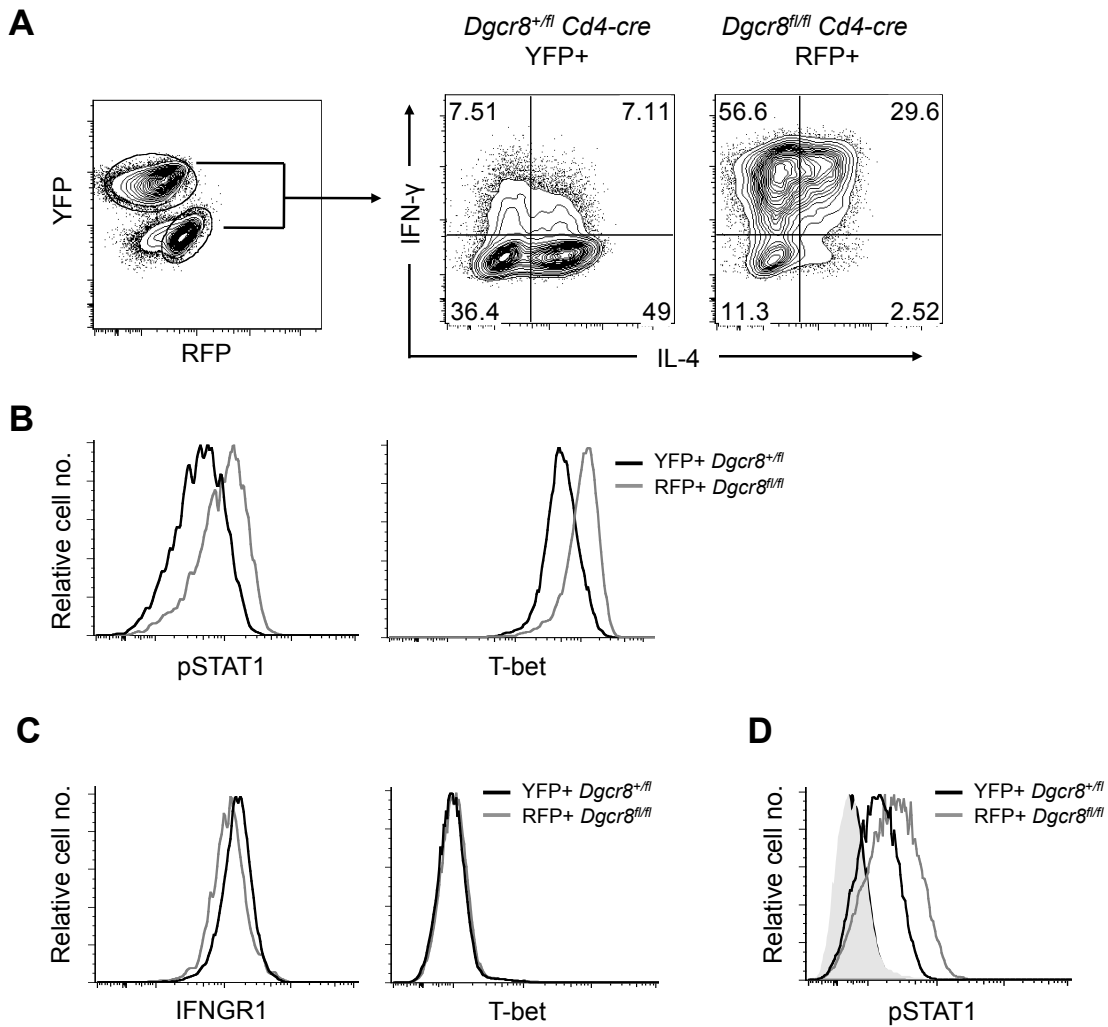 A
Dgcr8+/fl Cd4-cre
YFP+
Dgcr8fl/fl Cd4-cre
RFP+
YFP
RFP
IFN-γ
7.51 7.11
36.4 49
56.6 29.6
11.3 2.52
IL-4
B
Relative cell no.
pSTAT1
T-bet
YFP+ Dgcr8+/fl
RFP+ Dgcr8fl/fl
C
Relative cell no.
IFNGR1
T-bet
YFP+ Dgcr8+/fl
RFP+ Dgcr8fl/fl
D
Relative cell no.
pSTAT1
YFP+ Dgcr8+/fl
RFP+ Dgcr8fl/fl